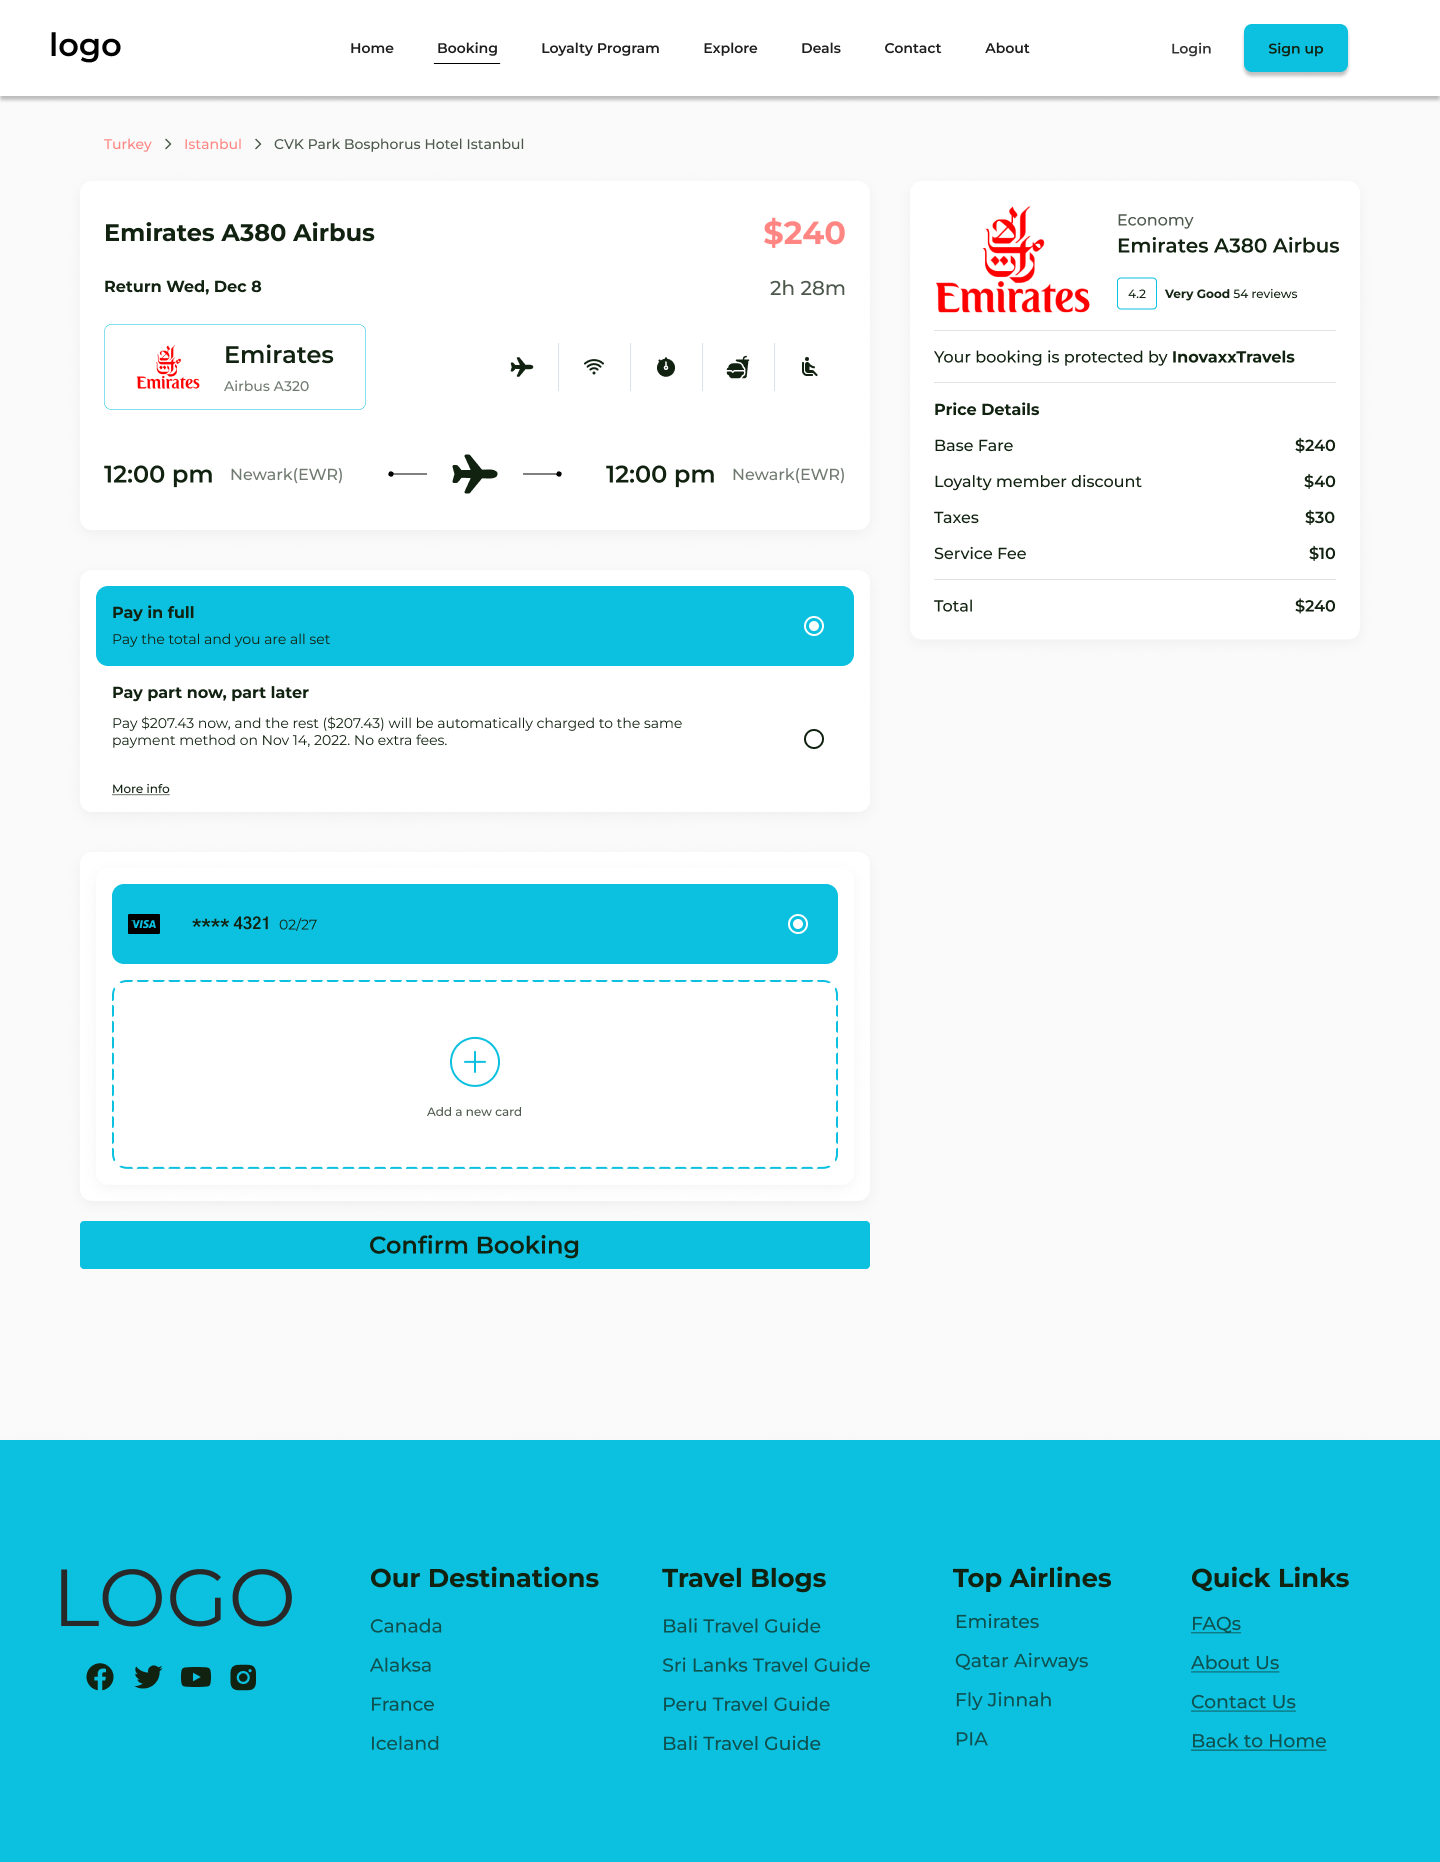 logo
Home Booking Loyalty Program Explore Deals Contact About Login Sign up
Turkey > Istanbul > CVK Park Bosphorus Hotel Istanbul
Emirates A380 Airbus $240
Return Wed, Dec 8 2h 28m
Emirates
Emirates
Airbus A320
12:00 pm Newark(EWR) 12:00 pm Newark(EWR)
Pay in full
Pay the total and you are all set
Pay part now, part later
Pay $207.43 now, and the rest ($207.43) will be automatically charged to the same
payment method on Nov 14, 2022. No extra fees.
More info
VISA **** 4321 02/27
Add a new card
Confirm Booking
Emirates
Economy
Emirates A380 Airbus
4.2 Very Good 54 reviews
Your booking is protected by InovaxxTravels
Price Details
Base Fare $240
Loyalty member discount $40
Taxes $30
Service Fee $10
Total $240
LOGO
Our Destinations
Canada
Alaksa
France
Iceland
Travel Blogs
Bali Travel Guide
Sri Lanks Travel Guide
Peru Travel Guide
Bali Travel Guide
Top Airlines
Emirates
Qatar Airways
Fly Jinnah
PIA
Quick Links
FAQs
About Us
Contact Us
Back to Home